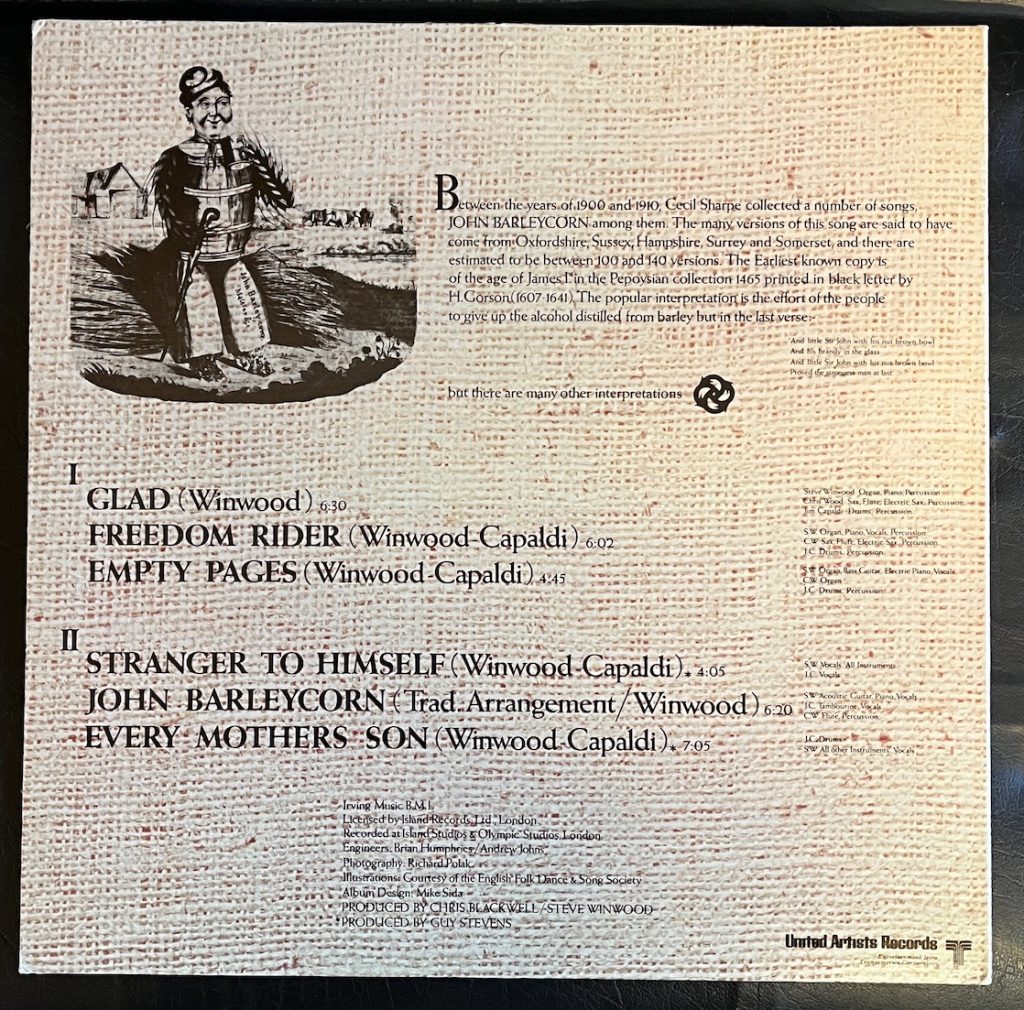 John Barleycorn
Between the years of 1900 and 1910, Cecil Sharpe collected a number of songs,
JOHN BARLEYCORN among them. The many versions of this song are said to have
come from Oxfordshire, Sussex, Hampshire, Surrey and Somerset, and there are
estimated to be between 100 and 140 versions. The Earliest known copy is
of the age of James I. in the Pepoysian Collection 1465 printed in black letter by
H. Gorson (1607-1641). The popular interpretation is the effort of the people
to give up the alcohol distilled from barley but in the last verse:-
And little Sir John with his nut brown bowl
And his Brandy in the glass
And little Sir John with his nut brown bowl
Proved the strongest man at last
but there are many other interpretations
I
GLAD (Winwood) 6:30
Steve Winwood Organ, Piano, Percussion
Chris Wood Sax, Flute, Electric Sax, Percussion
Jim Capaldi Drums, Percussion
FREEDOM RIDER (Winwood-Capaldi) 6:02
S.W. Organ, Piano, Vocals, Percussion
C.W. Sax, Flute, Electric Sax, Percussion
J.C. Drums, Percussion
EMPTY PAGES (Winwood-Capaldi) 4:45
S.W. Organ, Bass Guitar, Electric Piano, Vocals
C.W. Organ
J.C. Drums, Percussion
II
STRANGER TO HIMSELF (Winwood-Capaldi)* 4:05
S.W. Vocals All Instruments
J.C. Vocals
JOHN BARLEYCORN (Trad. Arrangement/Winwood) 6:20
S.W. Acoustic Guitar, Piano, Vocals
J.C. Tambourine, Vocals
C.W. Flute, Percussion
EVERY MOTHERS SON (Winwood-Capaldi)* 7:05
J.C. Drums
S.W. All other Instruments, Vocals
Irving Music B.M.I.
Licensed by Island Records, Ltd., London
Recorded at Island Studios & Olympic Studios, London
Engineers: Brian Humphries/Andrew Johns
Photography: Richard Polak
Illustrations: Courtesy of the English Folk Dance & Song Society
Album Design: Mike Sida
PRODUCED BY CHRIS BLACKWELL/STEVE WINWOOD
*PRODUCED BY GUY STEVENS
United Artists Records
Entertainment from
Transamerica Corporation